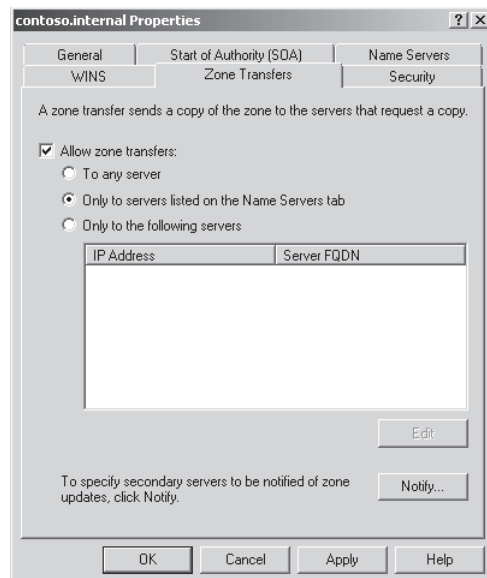 contoso.internal Properties
General Start of Authority (SOA) Name Servers
WINS Zone Transfers Security
A zone transfer sends a copy of the zone to the servers that request a copy.
Allow zone transfers:
To any server
Only to servers listed on the Name Servers tab
Only to the following servers
IP Address Server FQDN
Edit
To specify secondary servers to be notified of zone
updates, click Notify.
Notify...
OK Cancel Apply Help